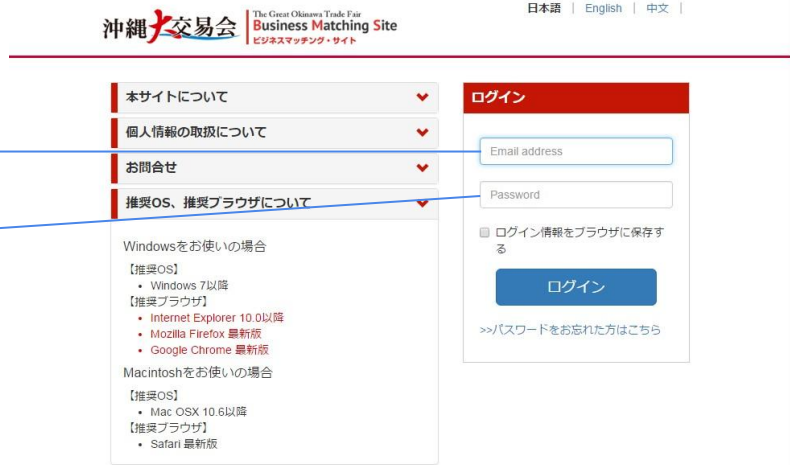 日本語 | English | 中文 |
沖縄大交易会
The Great Okinawa Trade Fair
Business Matching Site
ビジネスマッチング・サイト
本サイトについて
個人情報の取扱について
お問合せ
推奨OS、推奨ブラウザについて
Windowsをお使いの場合
【推奨OS】
• Windows 7以降
【推奨ブラウザ】
• Internet Explorer 10.0以降
• Mozilla Firefox 最新版
• Google Chrome 最新版
Macintoshをお使いの場合
【推奨OS】
• Mac OSX 10.6以降
【推奨ブラウザ】
• Safari 最新版
ログイン
Email address
Password
ログイン情報をブラウザに保存す
る
ログイン
>>パスワードをお忘れた方はこちら